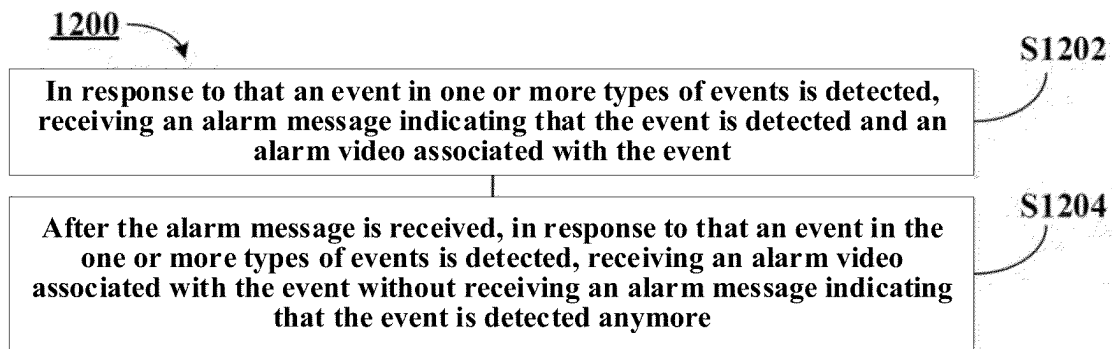 1200
S1202
In response to that an event in one or more types of events is detected,
receiving an alarm message indicating that the event is detected and an
alarm video associated with the event
S1204
After the alarm message is received, in response to that an event in the
one or more types of events is detected, receiving an alarm video
associated with the event without receiving an alarm message indicating
that the event is detected anymore